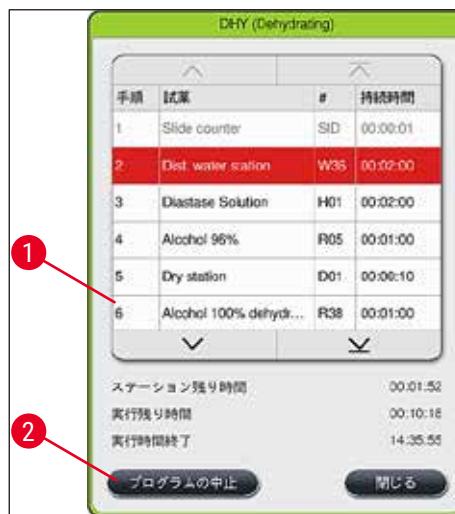 DHY (Dehydrating)
手順 試薬 # 持続時間
1 Slide counter SID 00:00:01
2 Dist. water station W36 00:02:00
3 Diastase Solution H01 00:02:00
4 Alcohol 96% R05 00:01:00
5 Dry station D01 00:00:10
6 Alcohol 100% dehydr... R38 00:01:00
1
ステーション残り時間 00:01:52
実行残り時間 00:10:18
実行時間終了 14:35:55
2
プログラムの中止 閉じる